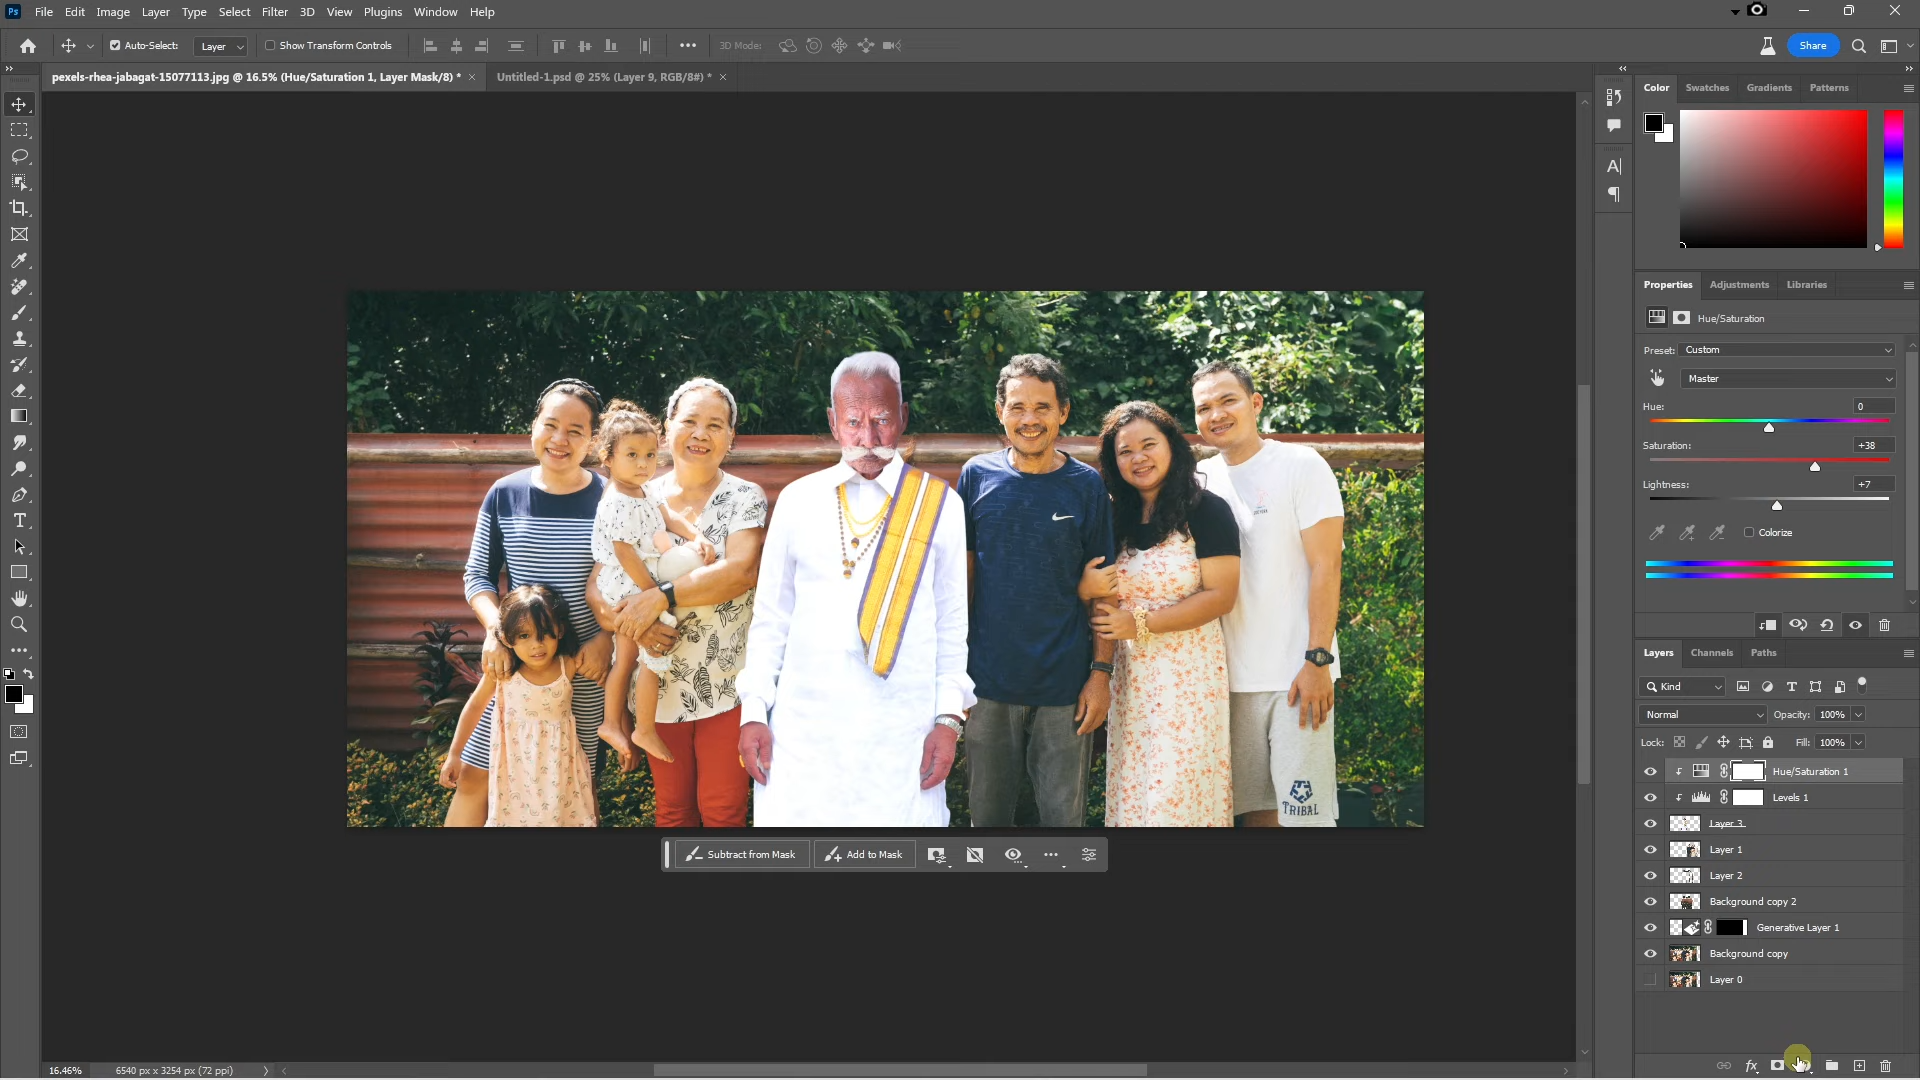 Ps File Edit Image Layer Type Select Filter 3D View Plugins Window Help
Auto-Select: Layer Show Transform Controls ••• 3D Mode: Share
pexels-rhea-jabagat-15077113.jpg @ 16.5% (Hue/Saturation 1, Layer Mask/8) * × Untitled-1.psd @ 25% (Layer 9, RGB/8#) * ×
Color Swatches Gradients Patterns
Properties Adjustments Libraries
Hue/Saturation
Preset: Custom
Master
Hue: 0
Saturation: +38
Lightness: +7
Colorize
Layers Channels Paths
Kind
Normal Opacity: 100%
Lock: Fill: 100%
Hue/Saturation 1
Levels 1
Layer 3
Layer 1
Layer 2
Background copy 2
Generative Layer 1
Background copy
Layer 0
TRIBAL
Subtract from Mask Add to Mask
16.46% 6540 px x 3254 px (72 ppi)